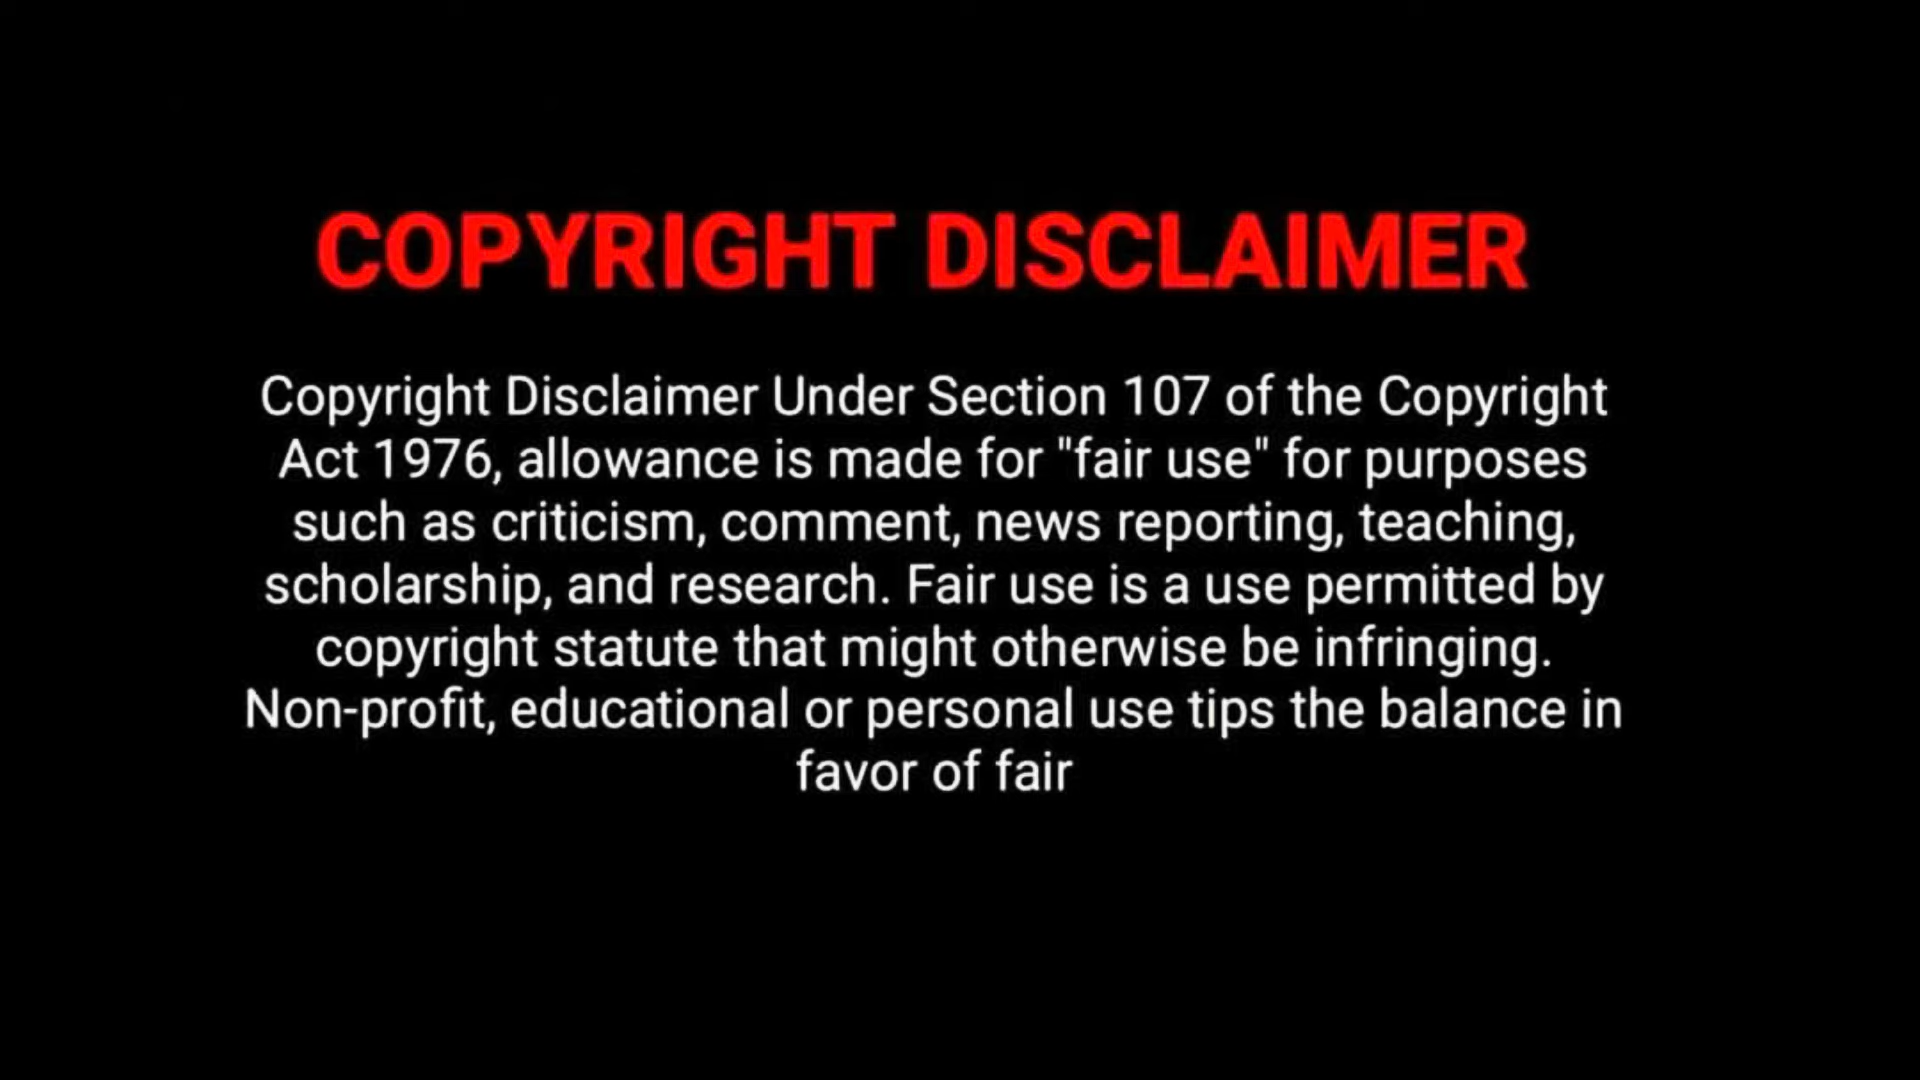 COPYRIGHT DISCLAIMER
Copyright Disclaimer Under Section 107 of the Copyright
Act 1976, allowance is made for "fair use" for purposes
such as criticism, comment, news reporting, teaching,
scholarship, and research. Fair use is a use permitted by
copyright statute that might otherwise be infringing.
Non-profit, educational or personal use tips the balance in
favor of fair